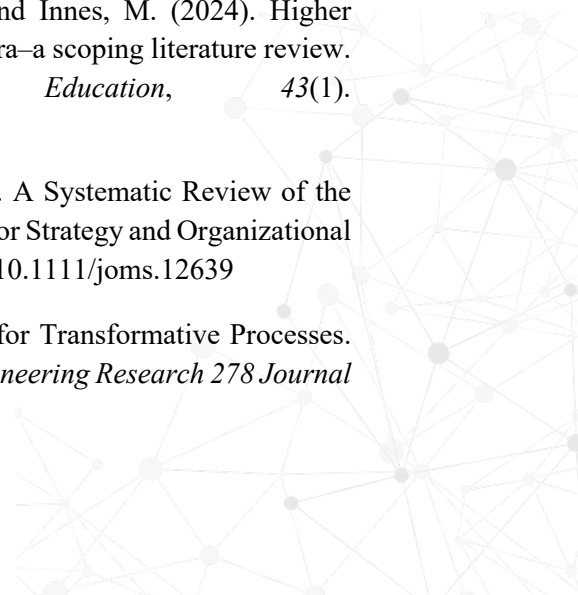 nd Innes, M. (2024). Higher
ra–a scoping literature review.
Education, 43(1).
. A Systematic Review of the
or Strategy and Organizational
10.1111/joms.12639
for Transformative Processes.
neering Research 278 Journal